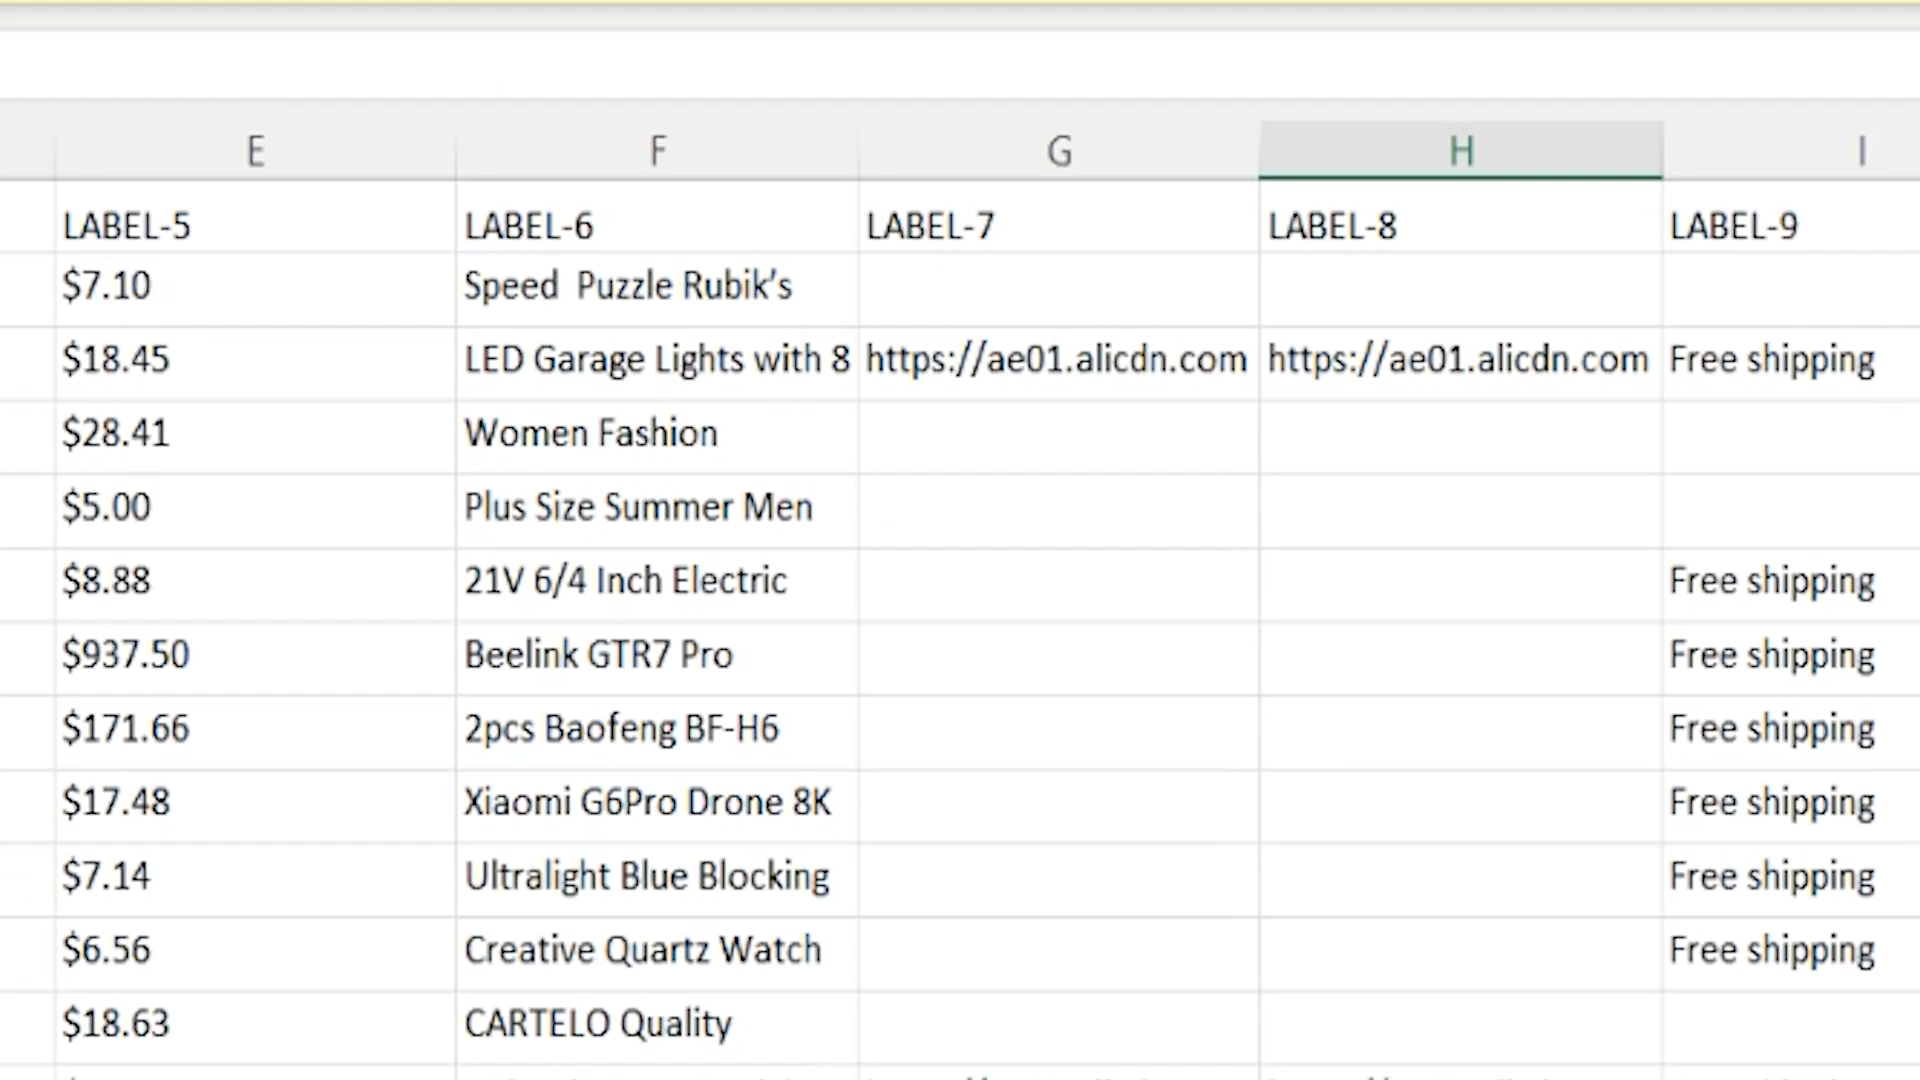 E F G H I
LABEL-5 LABEL-6 LABEL-7 LABEL-8 LABEL-9
$7.10 Speed  Puzzle Rubik's
$18.45 LED Garage Lights with 8 https://ae01.alicdn.com https://ae01.alicdn.com Free shipping
$28.41 Women Fashion
$5.00 Plus Size Summer Men
$8.88 21V 6/4 Inch Electric Free shipping
$937.50 Beelink GTR7 Pro Free shipping
$171.66 2pcs Baofeng BF-H6 Free shipping
$17.48 Xiaomi G6Pro Drone 8K Free shipping
$7.14 Ultralight Blue Blocking Free shipping
$6.56 Creative Quartz Watch Free shipping
$18.63 CARTELO Quality